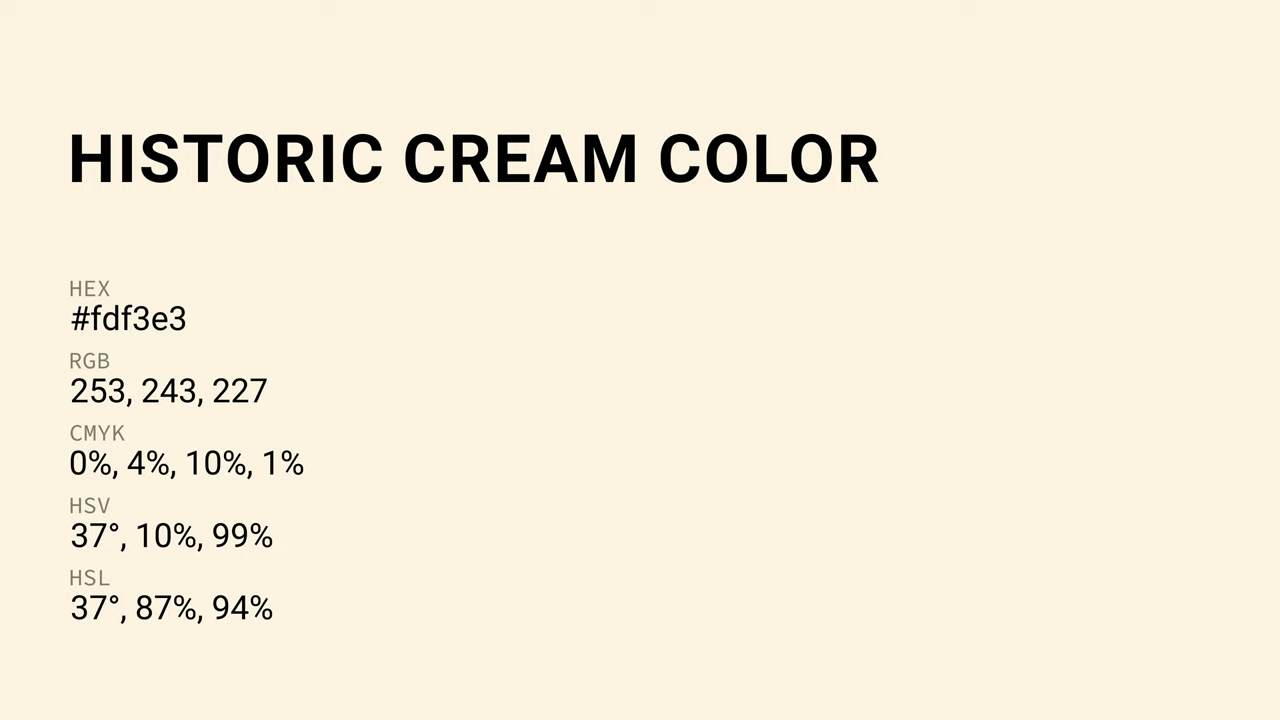 HISTORIC CREAM COLOR
HEX
#fdf3e3
RGB
253, 243, 227
CMYK
0%, 4%, 10%, 1%
HSV
37°, 10%, 99%
HSL
37°, 87%, 94%